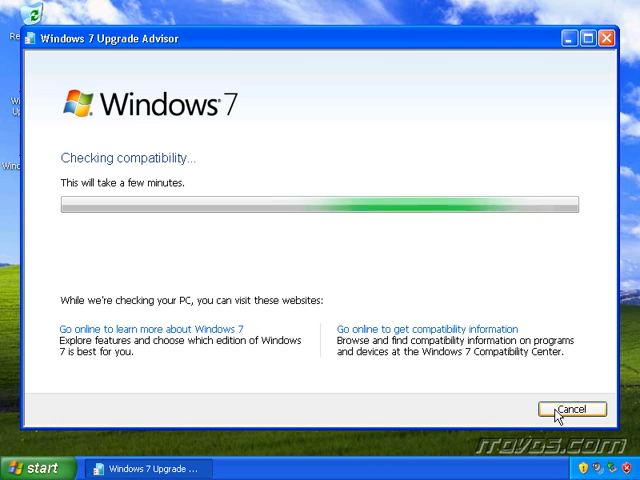 Windows 7 Upgrade Advisor
Windows 7
Checking compatibility...
This will take a few minutes.
While we're checking your PC, you can visit these websites:
Go online to learn more about Windows 7
Explore features and choose which edition of Windows
7 is best for you.
Go online to get compatibility information
Browse and find compatibility information on programs
and devices at the Windows 7 Compatibility Center.
Cancel
itdvds.com
start
Windows 7 Upgrade ...